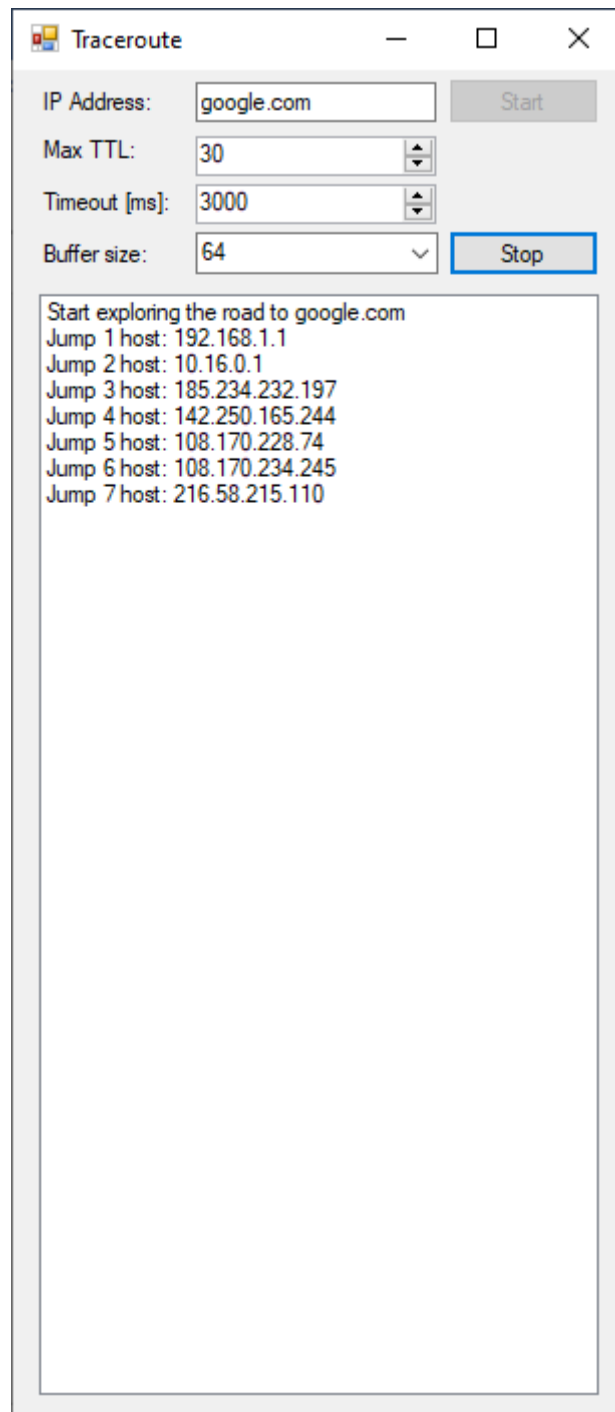 Traceroute
IP Address: google.com Start
Max TTL: 30
Timeout [ms]: 3000
Buffer size: 64 Stop
Start exploring the road to google.com
Jump 1 host: 192.168.1.1
Jump 2 host: 10.16.0.1
Jump 3 host: 185.234.232.197
Jump 4 host: 142.250.165.244
Jump 5 host: 108.170.228.74
Jump 6 host: 108.170.234.245
Jump 7 host: 216.58.215.110